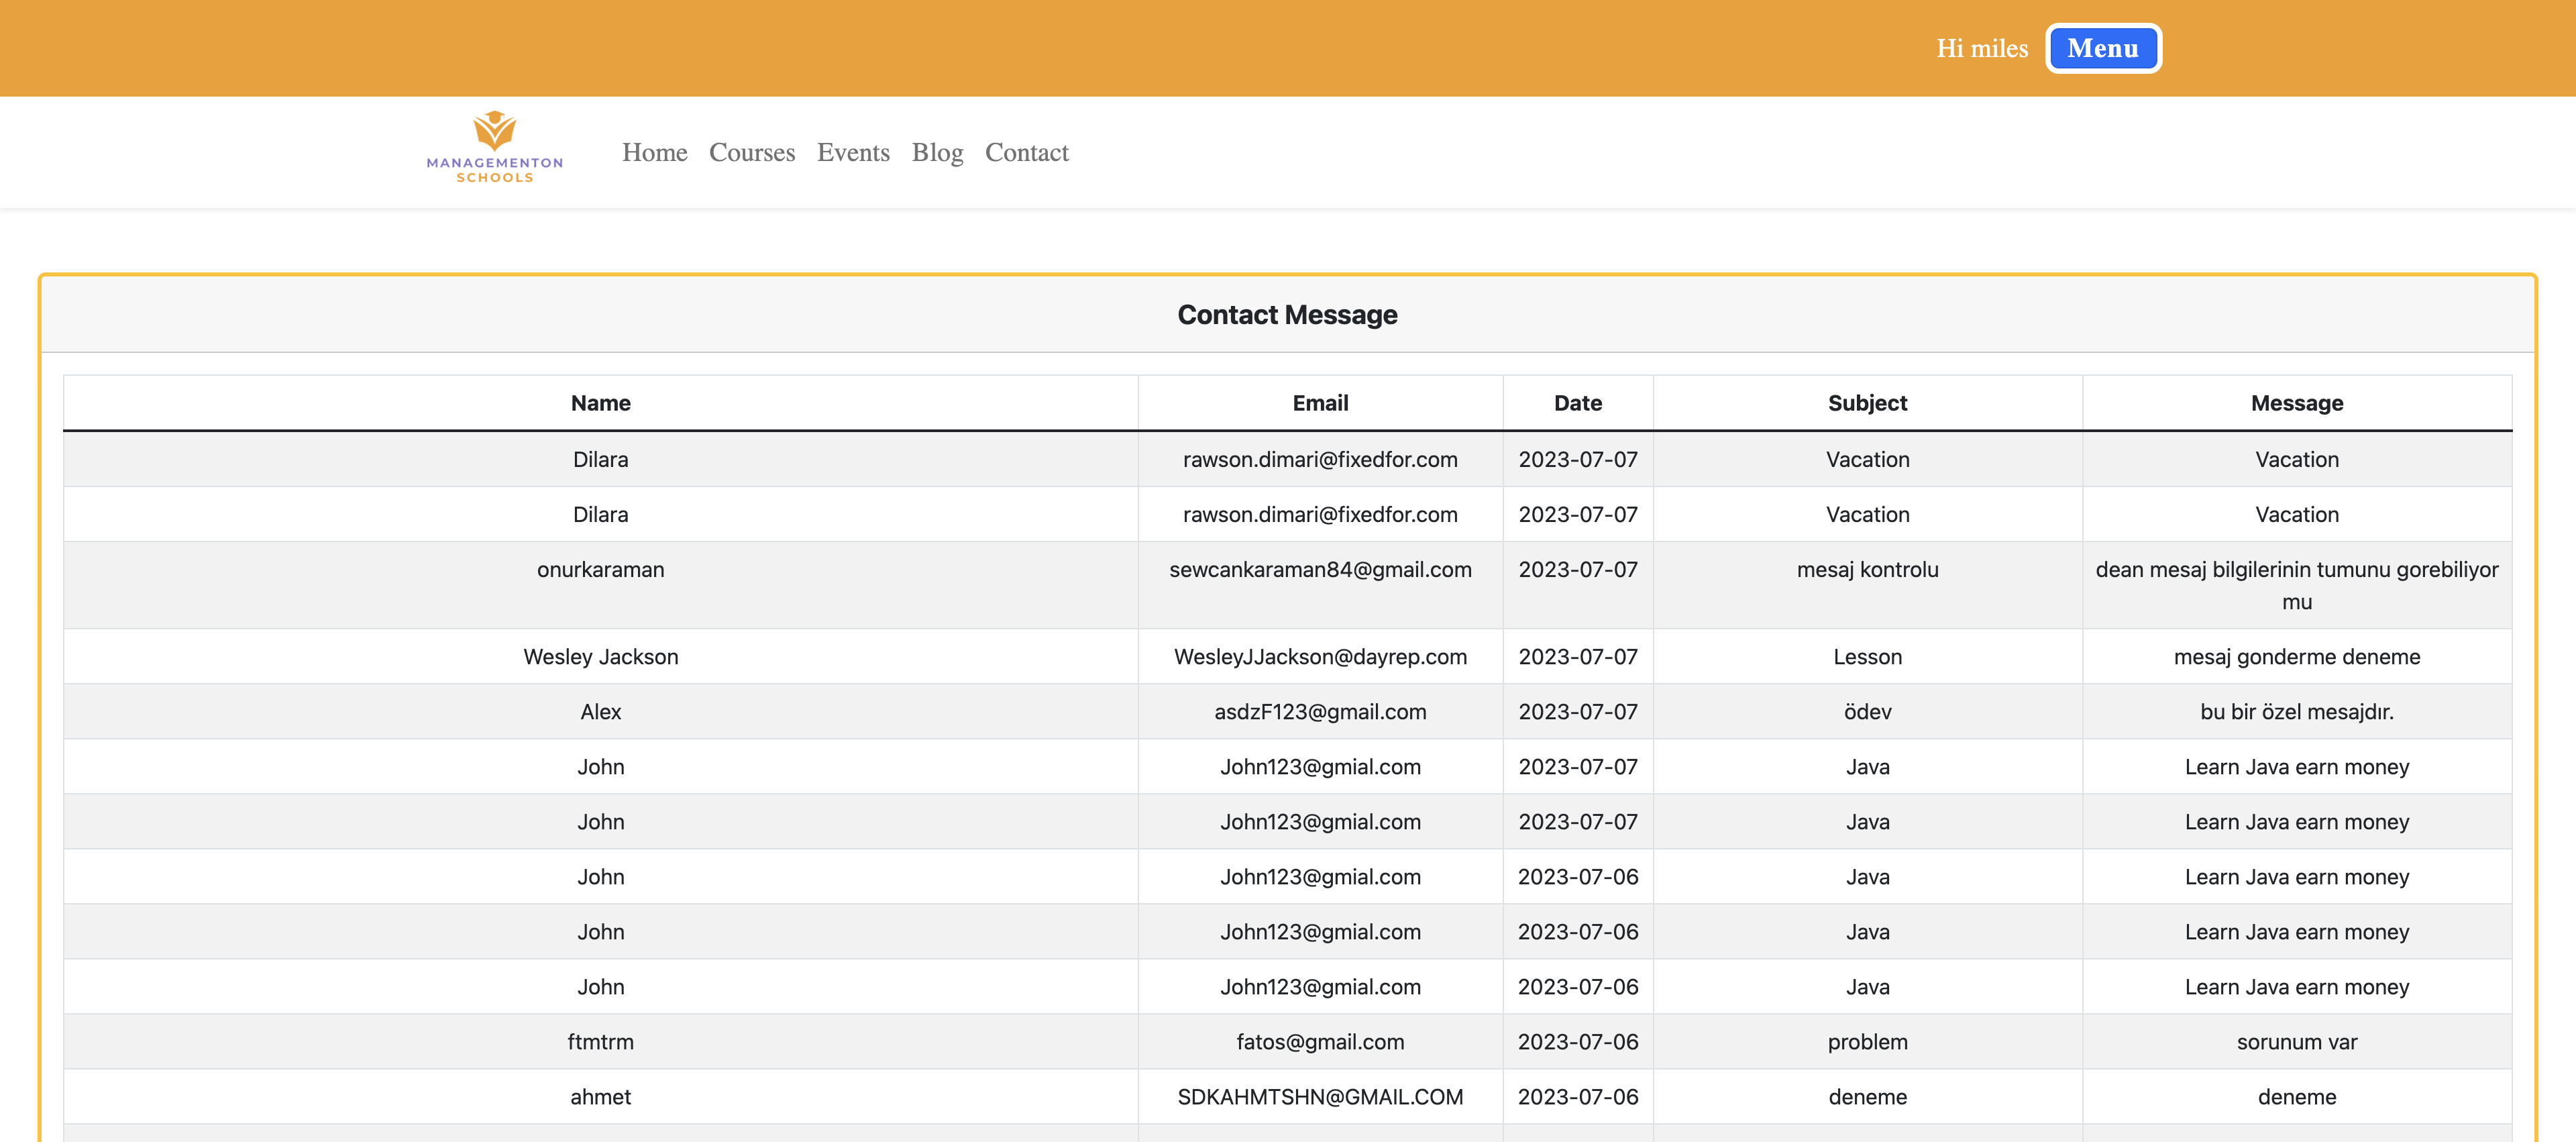 Hi miles Menu
MANAGEMENTON
SCHOOLS
Home Courses Events Blog Contact
Contact Message
Name Email Date Subject Message
Dilara rawson.dimari@fixedfor.com 2023-07-07 Vacation Vacation
Dilara rawson.dimari@fixedfor.com 2023-07-07 Vacation Vacation
onurkaraman sewcankaraman84@gmail.com 2023-07-07 mesaj kontrolu dean mesaj bilgilerinin tumunu gorebiliyor
mu
Wesley Jackson WesleyJJackson@dayrep.com 2023-07-07 Lesson mesaj gonderme deneme
Alex asdzF123@gmail.com 2023-07-07 ödev bu bir özel mesajdır.
John John123@gmial.com 2023-07-07 Java Learn Java earn money
John John123@gmial.com 2023-07-07 Java Learn Java earn money
John John123@gmial.com 2023-07-06 Java Learn Java earn money
John John123@gmial.com 2023-07-06 Java Learn Java earn money
John John123@gmial.com 2023-07-06 Java Learn Java earn money
ftmtrm fatos@gmail.com 2023-07-06 problem sorunum var
ahmet SDKAHMTSHN@GMAIL.COM 2023-07-06 deneme deneme